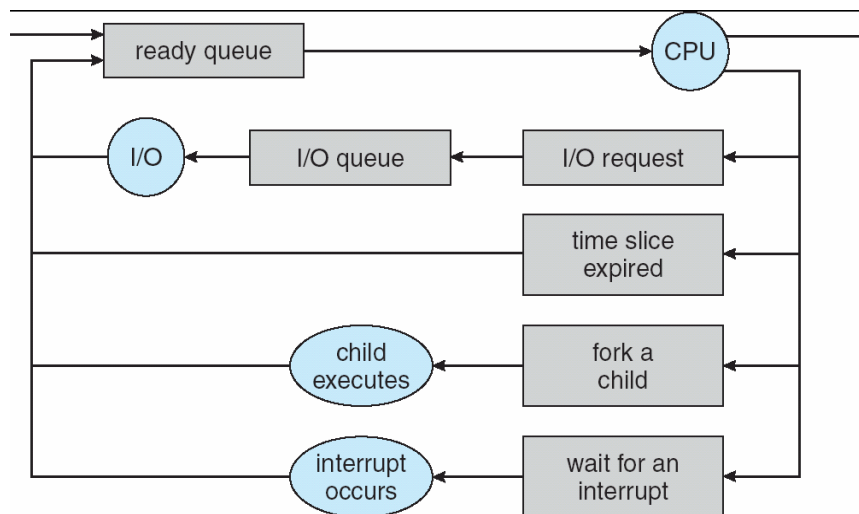 ready queue
CPU
I/O
I/O queue
I/O request
time slice
expired
child
executes
fork a
child
interrupt
occurs
wait for an
interrupt